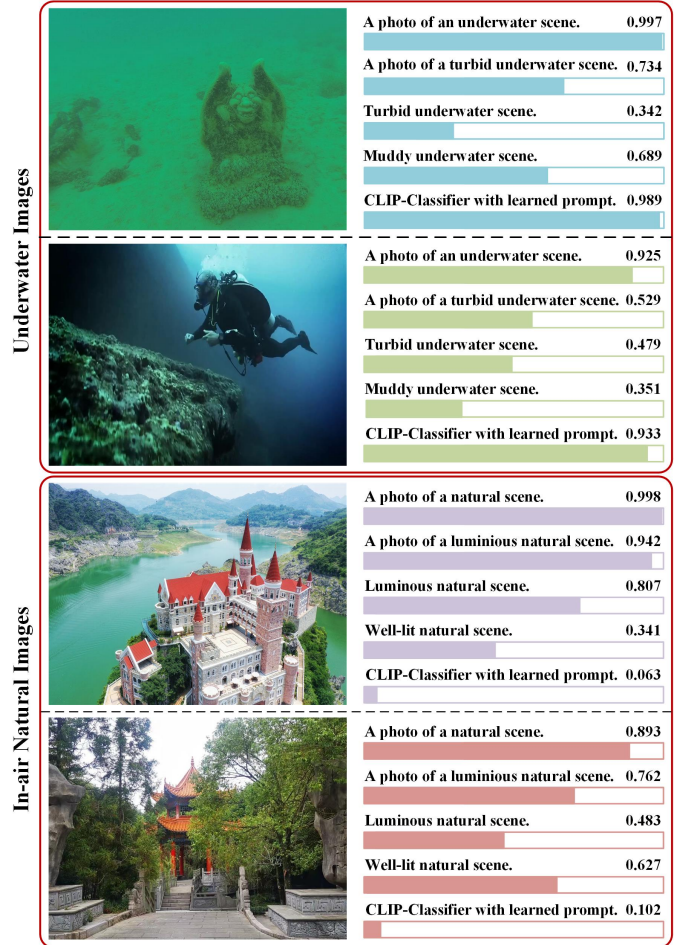 Underwater Images
A photo of an underwater scene. 0.997
A photo of a turbid underwater scene. 0.734
Turbid underwater scene. 0.342
Muddy underwater scene. 0.689
CLIP-Classifier with learned prompt. 0.989
A photo of an underwater scene. 0.925
A photo of a turbid underwater scene. 0.529
Turbid underwater scene. 0.479
Muddy underwater scene. 0.351
CLIP-Classifier with learned prompt. 0.933
In-air Natural Images
A photo of a natural scene. 0.998
A photo of a luminious natural scene. 0.942
Luminous natural scene. 0.807
Well-lit natural scene. 0.341
CLIP-Classifier with learned prompt. 0.063
A photo of a natural scene. 0.893
A photo of a luminious natural scene. 0.762
Luminous natural scene. 0.483
Well-lit natural scene. 0.627
CLIP-Classifier with learned prompt. 0.102